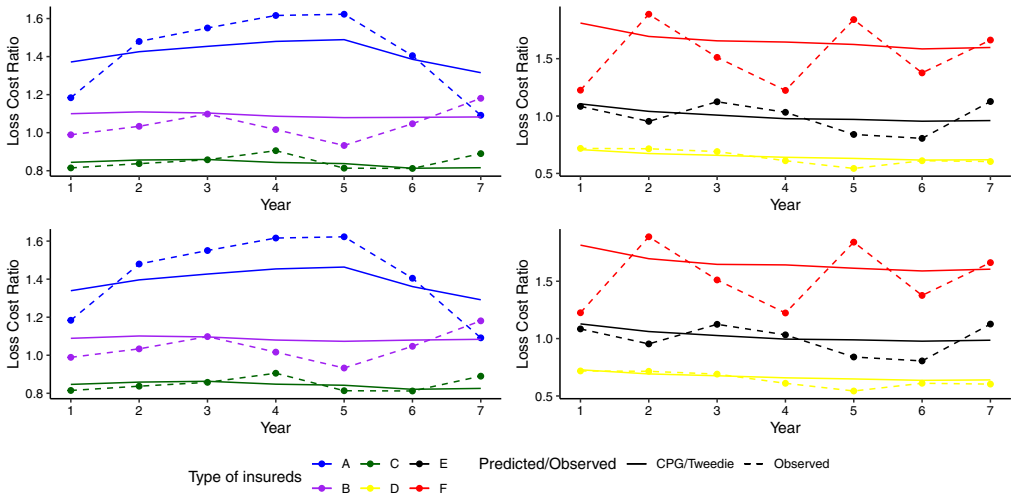 Loss Cost Ratio
1.6
1.4
1.2
1.0
0.8
1 2 3 4 5 6 7
Year
Loss Cost Ratio
1.5
1.0
0.5
1 2 3 4 5 6 7
Year
Loss Cost Ratio
1.6
1.4
1.2
1.0
0.8
1 2 3 4 5 6 7
Year
Loss Cost Ratio
1.5
1.0
0.5
1 2 3 4 5 6 7
Year
Type of insureds
A C E
B D F
Predicted/Observed CPG/Tweedie Observed